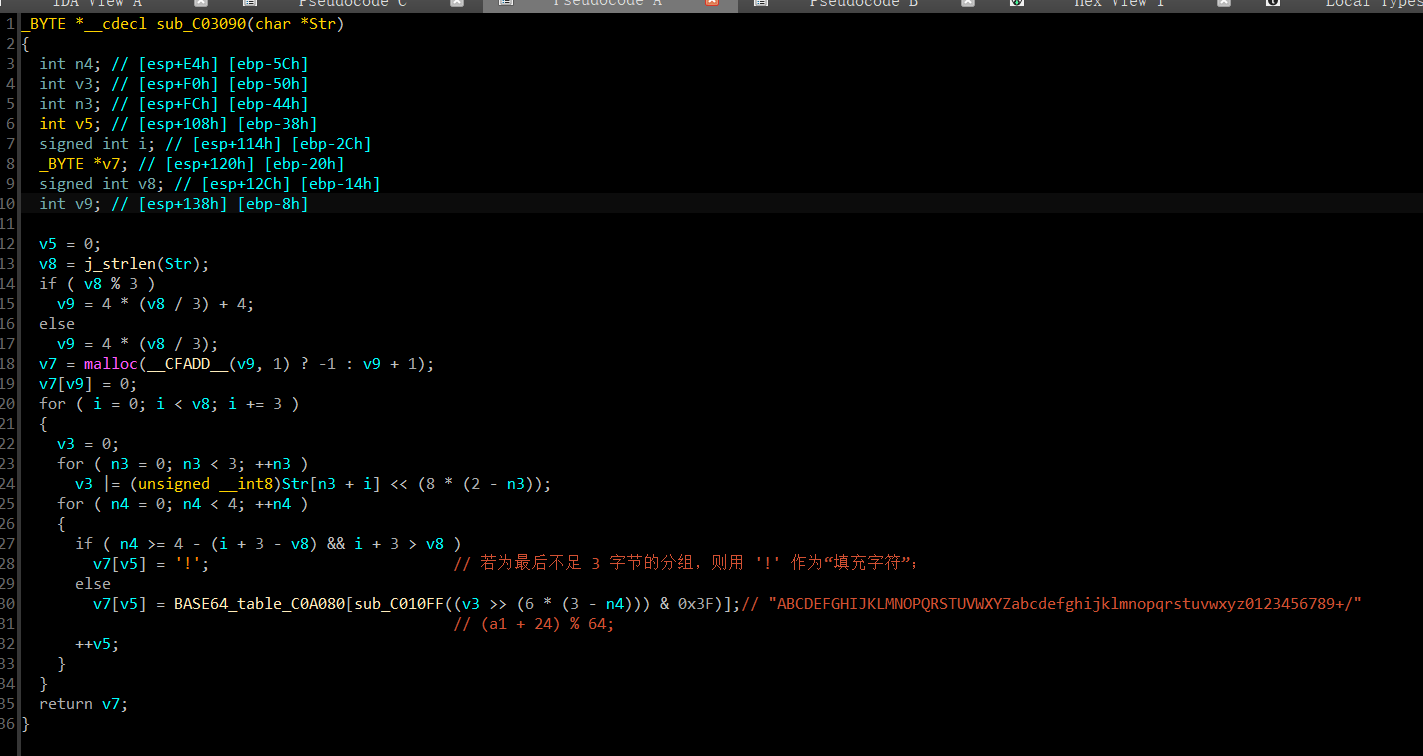 IDA View A Pseudocode C Pseudocode A Pseudocode B Hex View 1 Local Types
1 _BYTE *__cdecl sub_C03090(char *Str)
2 {
3 int n4; // [esp+E4h] [ebp-5Ch]
4 int v3; // [esp+F0h] [ebp-50h]
5 int n3; // [esp+FCh] [ebp-44h]
6 int v5; // [esp+108h] [ebp-38h]
7 signed int i; // [esp+114h] [ebp-2Ch]
8 _BYTE *v7; // [esp+120h] [ebp-20h]
9 signed int v8; // [esp+12Ch] [ebp-14h]
10 int v9; // [esp+138h] [ebp-8h]
11
12 v5 = 0;
13 v8 = j_strlen(Str);
14 if ( v8 % 3 )
15 v9 = 4 * (v8 / 3) + 4;
16 else
17 v9 = 4 * (v8 / 3);
18 v7 = malloc(__CFADD__(v9, 1) ? -1 : v9 + 1);
19 v7[v9] = 0;
20 for ( i = 0; i < v8; i += 3 )
21 {
22 v3 = 0;
23 for ( n3 = 0; n3 < 3; ++n3 )
24 v3 |= (unsigned __int8)Str[n3 + i] << (8 * (2 - n3));
25 for ( n4 = 0; n4 < 4; ++n4 )
26 {
27 if ( n4 >= 4 - (i + 3 - v8) && i + 3 > v8 )
28 v7[v5] = '!'; // 若为最后不足 3 字节的分组，则用 '!' 作为“填充字符”；
29 else
30 v7[v5] = BASE64_table_C0A080[sub_C010FF((v3 >> (6 * (3 - n4))) & 0x3F)];// "ABCDEFGHIJKLMNOPQRSTUVWXYZabcdefghijklmnopqrstuvwxyz0123456789+/"
31 // (a1 + 24) % 64;
32 ++v5;
33 }
34 }
35 return v7;
36 }